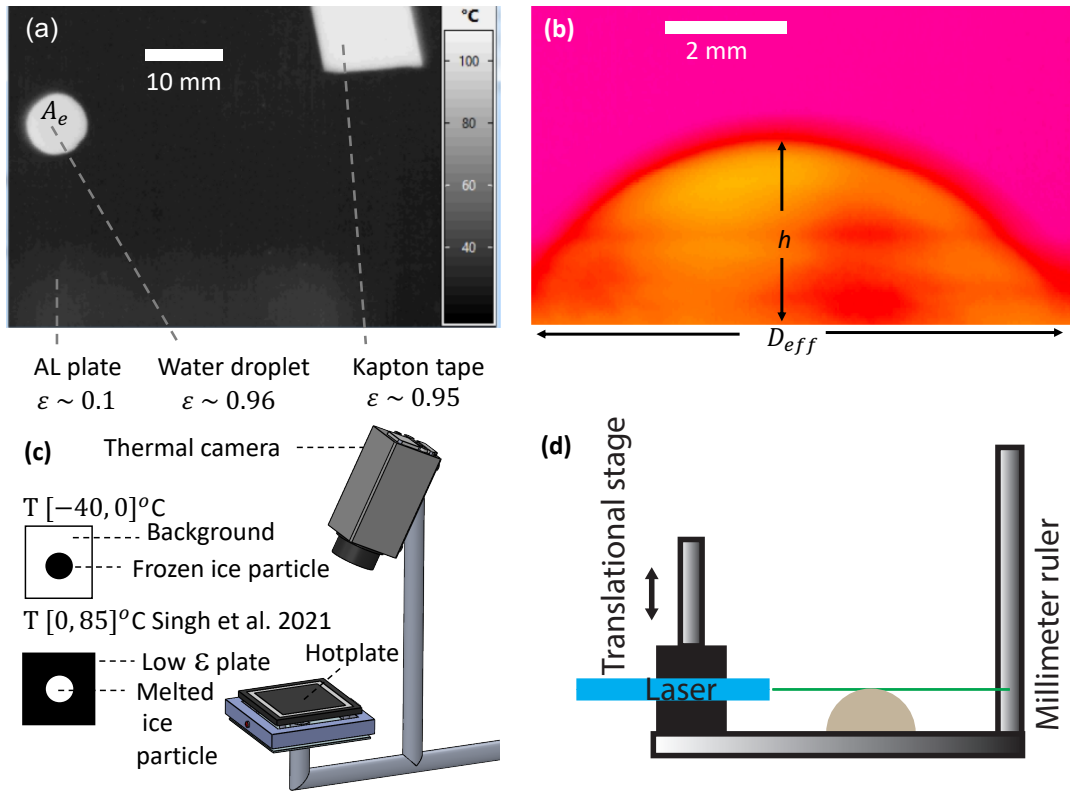 (a)
°C
10 mm
100
80
60
40
A_e
AL plate
ε ~ 0.1
Water droplet
ε ~ 0.96
Kapton tape
ε ~ 0.95
(b)
2 mm
h
D_eff
(c)
Thermal camera
T [−40, 0]°C
Background
Frozen ice particle
T [0, 85]°C Singh et al. 2021
Low ε plate
Melted
ice
particle
Hotplate
(d)
Translational stage
Laser
Millimeter ruler